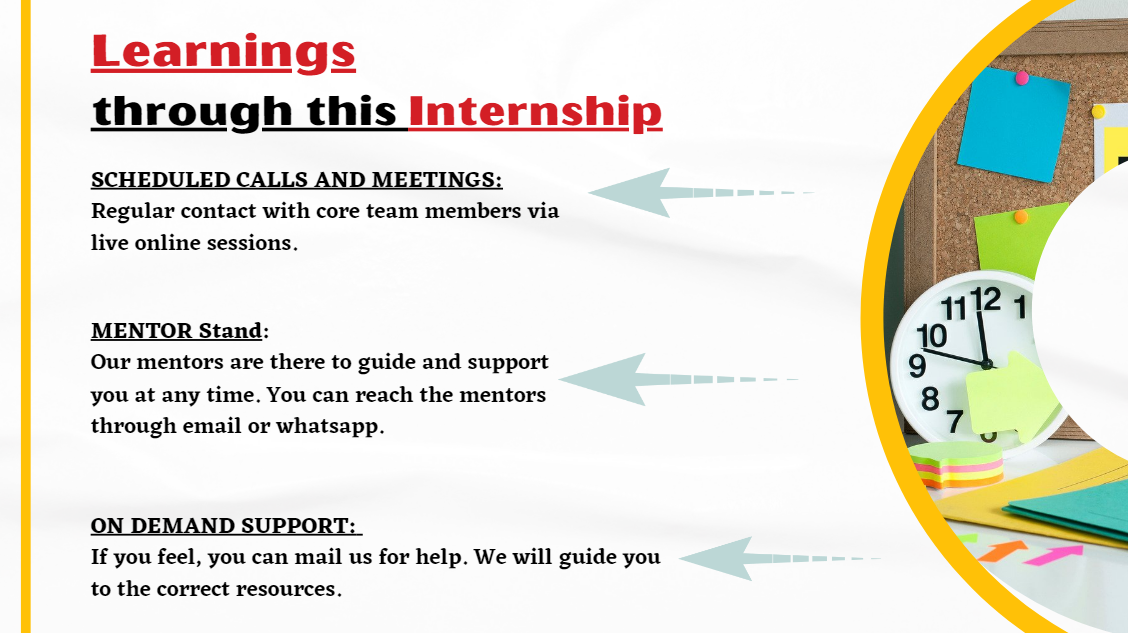 Learnings
through this Internship
SCHEDULED CALLS AND MEETINGS:
Regular contact with core team members via
live online sessions.
MENTOR Stand:
Our mentors are there to guide and support
you at any time. You can reach the mentors
through email or whatsapp.
ON DEMAND SUPPORT:
If you feel, you can mail us for help. We will guide you
to the correct resources.
11 12 1
10
9
8
7
6